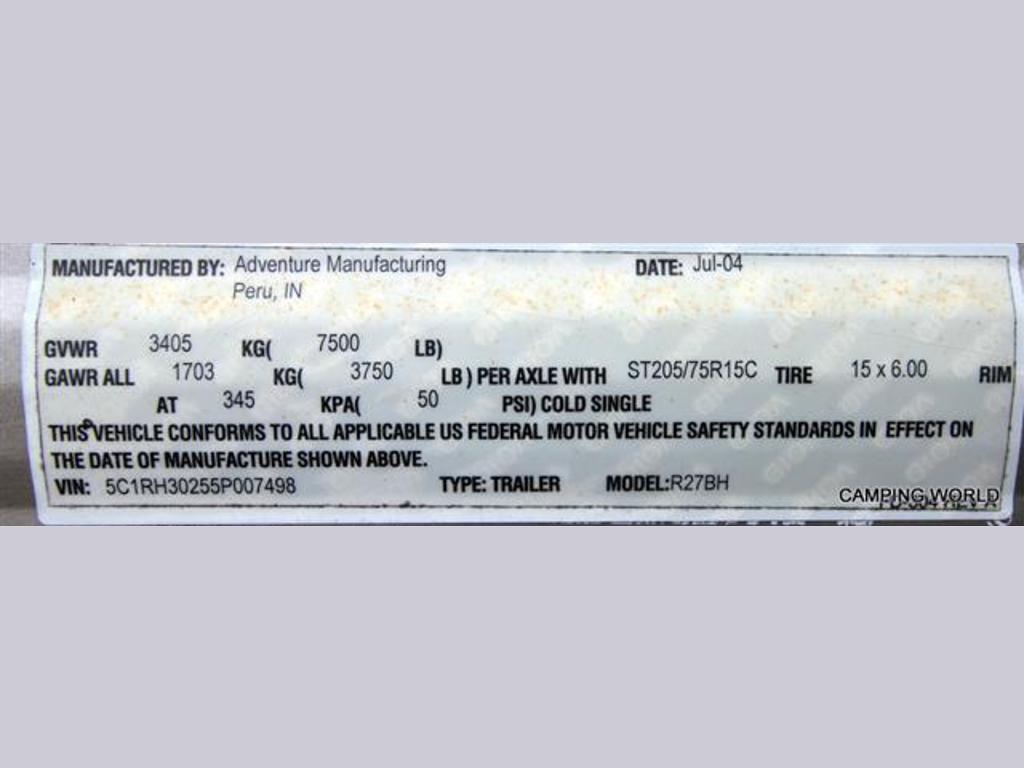 MANUFACTURED BY: Adventure Manufacturing DATE: Jul-04
Peru, IN
GVWR 3405 KG( 7500 LB)
GAWR ALL 1703 KG( 3750 LB ) PER AXLE WITH ST205/75R15C TIRE 15 x 6.00 RIM
AT 345 KPA( 50 PSI) COLD SINGLE
THIS VEHICLE CONFORMS TO ALL APPLICABLE US FEDERAL MOTOR VEHICLE SAFETY STANDARDS IN EFFECT ON
THE DATE OF MANUFACTURE SHOWN ABOVE.
VIN: 5C1RH30255P007498 TYPE: TRAILER MODEL:R27BH
CAMPING WORLD